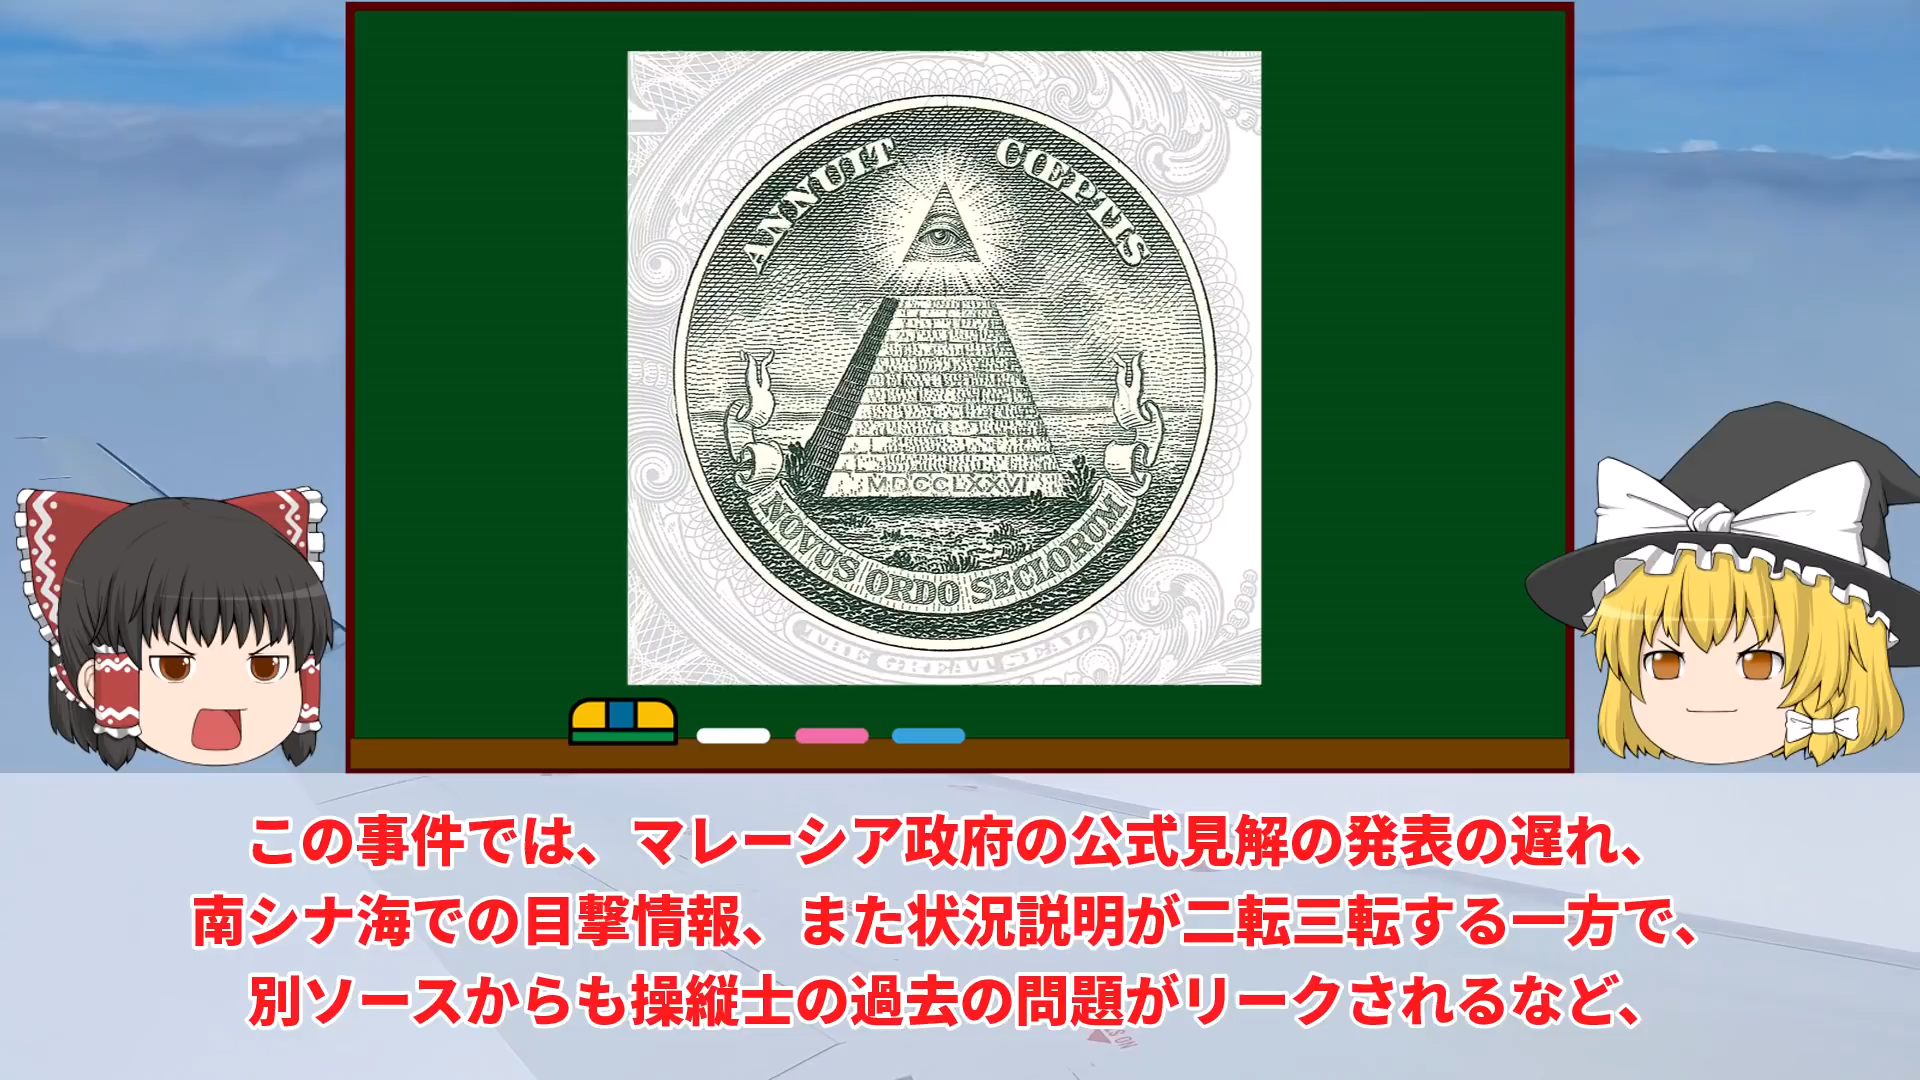 ANNUIT CŒPTIS
MDCCLXXVI
NOVUS ORDO SECLORUM
THE GREAT SEAL
この事件では、マレーシア政府の公式見解の発表の遅れ、
南シナ海での目撃情報、また状況説明が二転三転する一方で、
別ソースからも操縦士の過去の問題がリークされるなど、